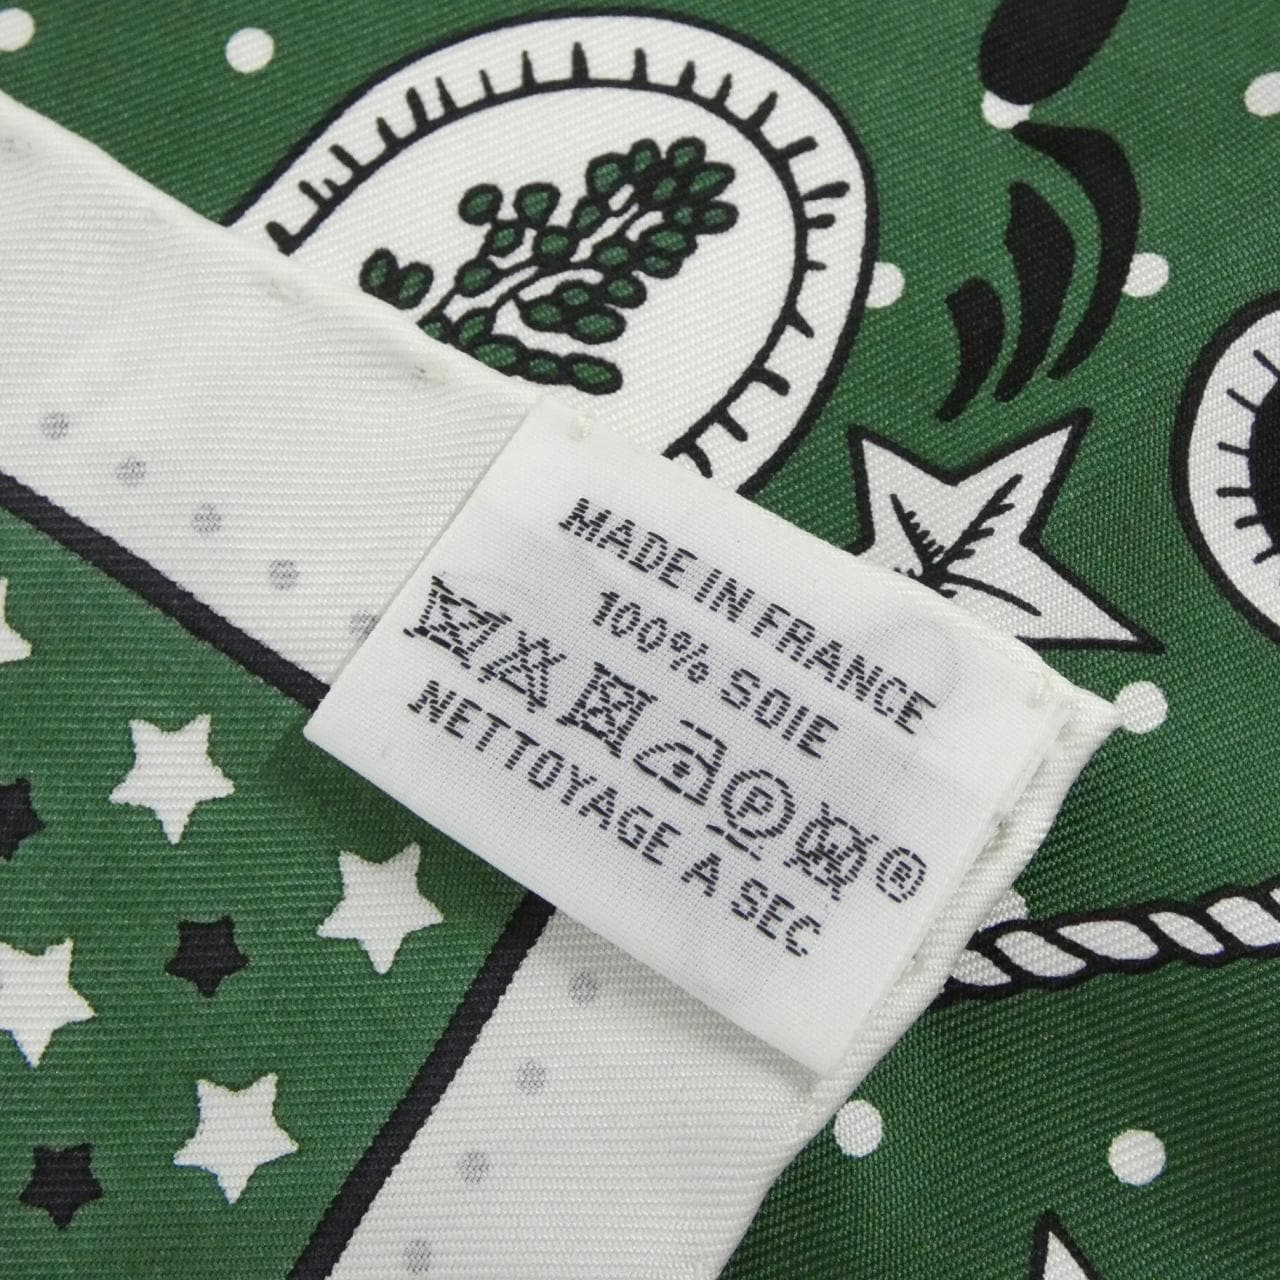 MADE IN FRANCE
100% SOIE
P W ®
NETTOYAGE A SEC